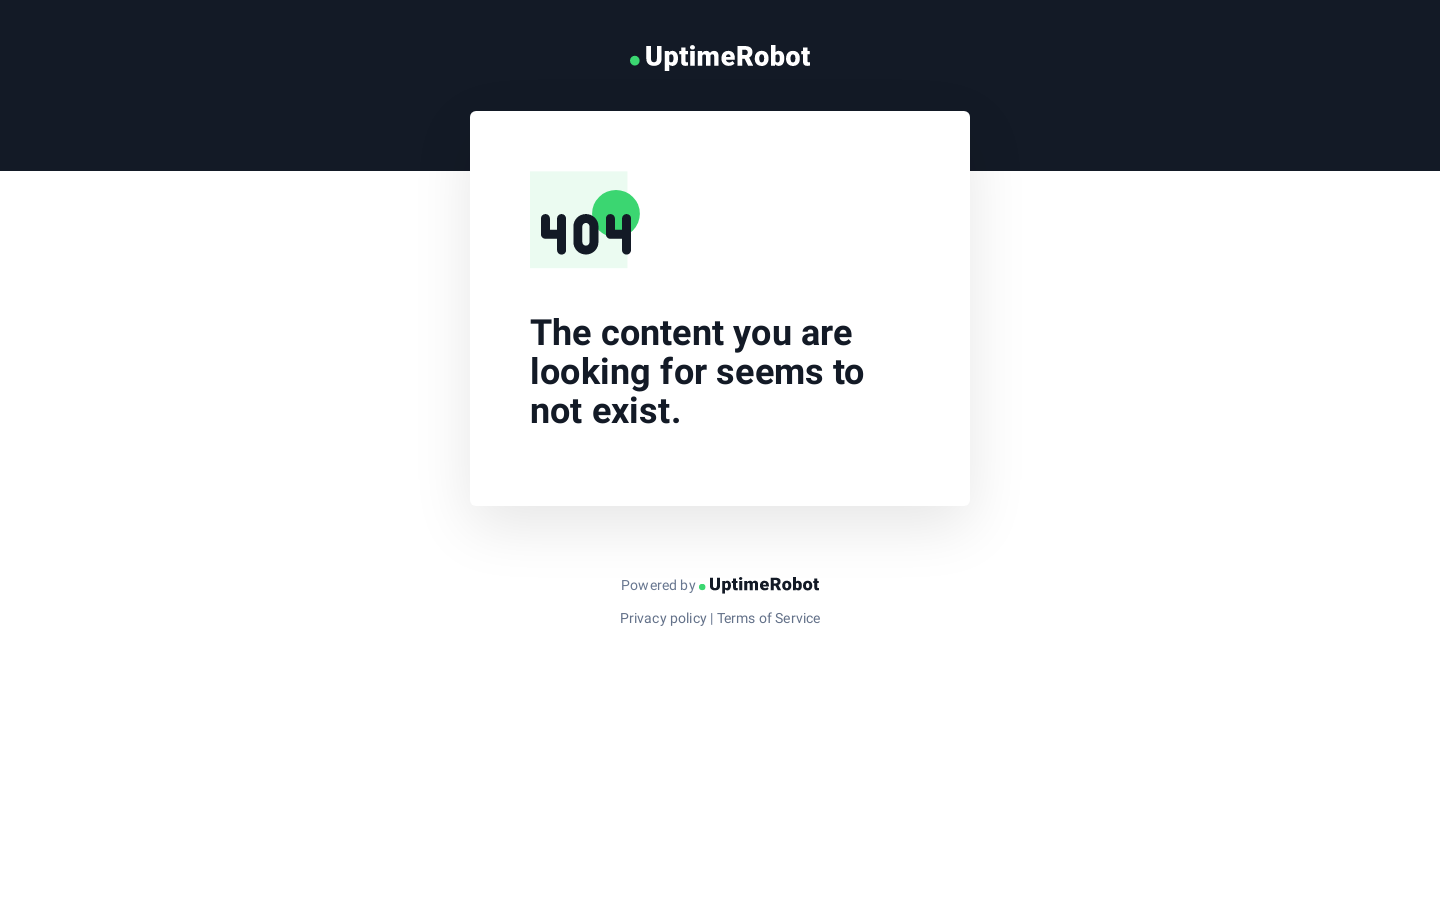 UptimeRobot
404
The content you are
looking for seems to
not exist.
Powered by UptimeRobot
Privacy policy | Terms of Service